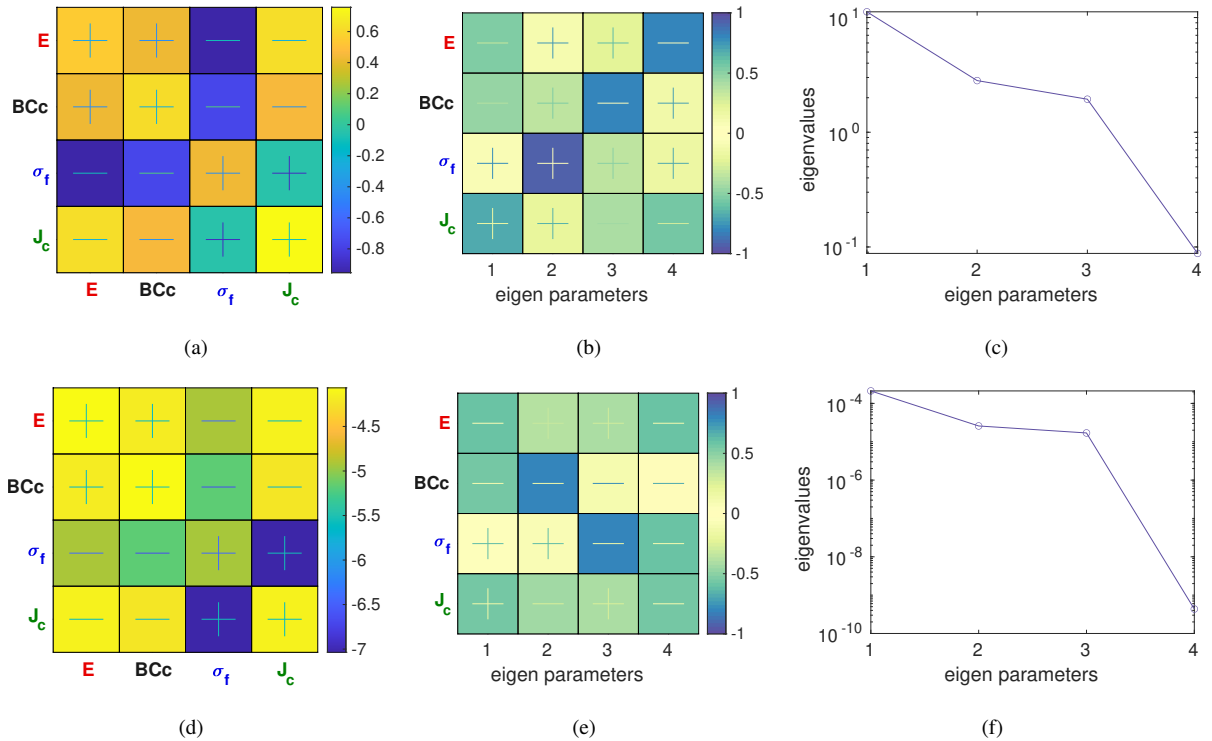 E
BCc
σf
Jc
E BCc σf Jc
0.6
0.4
0.2
0
-0.2
-0.4
-0.6
-0.8
(a)
E
BCc
σf
Jc
1 2 3 4
eigen parameters
1
0.5
0
-0.5
-1
(b)
eigenvalues
10^1
10^0
10^-1
1 2 3 4
eigen parameters
(c)
E
BCc
σf
Jc
E BCc σf Jc
-4.5
-5
-5.5
-6
-6.5
-7
(d)
E
BCc
σf
Jc
1 2 3 4
eigen parameters
1
0.5
0
-0.5
-1
(e)
eigenvalues
10^-4
10^-6
10^-8
10^-10
1 2 3 4
eigen parameters
(f)